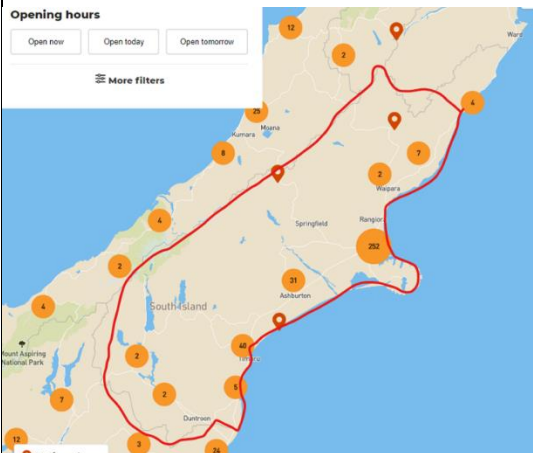 Opening hours
Open now
Open today
Open tomorrow
More filters
12
2
Ward
4
25
Moana
Kumara
8
7
2
Waipara
4
Springfield
Rangiora
252
2
31
Ashburton
4
South Island
Mount Aspiring
National Park
40
Timaru
2
5
2
7
Duntroon
12
3
24